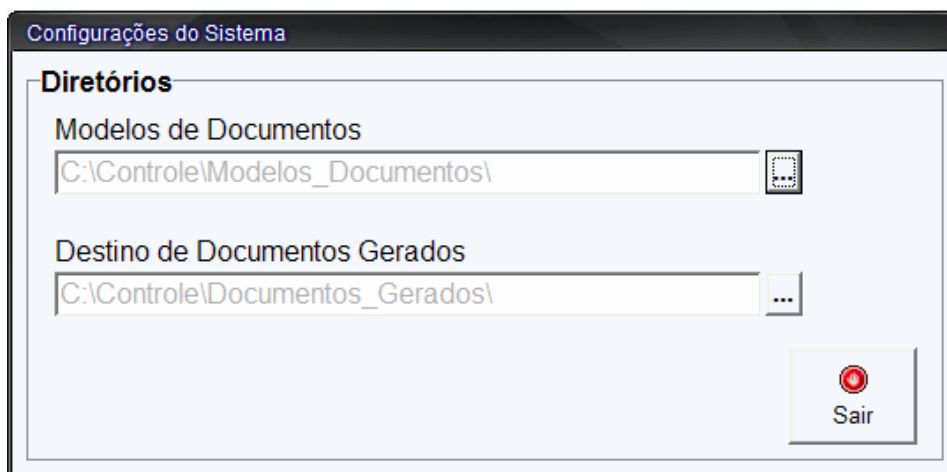 Configurações do Sistema
Diretórios
Modelos de Documentos
C:\Controle\Modelos_Documentos\
...
Destino de Documentos Gerados
C:\Controle\Documentos_Gerados\
...
Sair